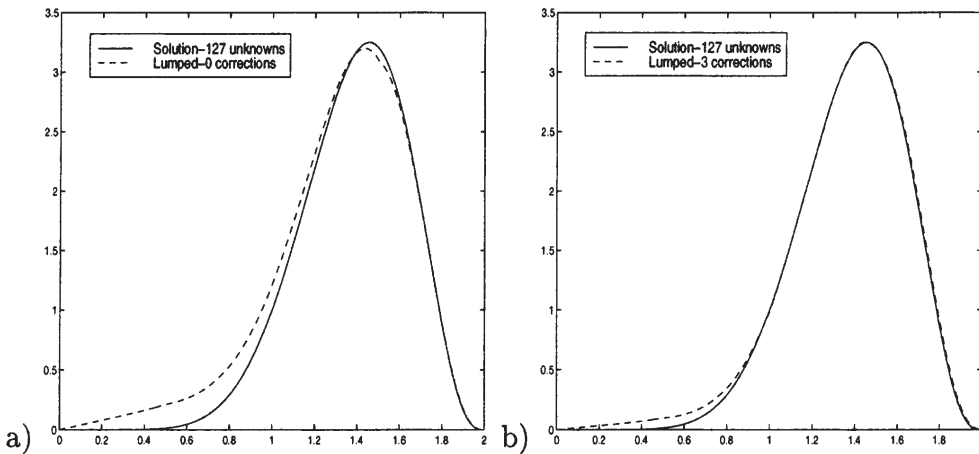 3.5
3
2.5
2
1.5
1
0.5
0
Solution–127 unknowns
Lumped–0 corrections
0 0.2 0.4 0.6 0.8 1 1.2 1.4 1.6 1.8 2
a)
3.5
3
2.5
2
1.5
1
0.5
0
Solution–127 unknowns
Lumped–3 corrections
0 0.2 0.4 0.6 0.8 1 1.2 1.4 1.6 1.8
b)